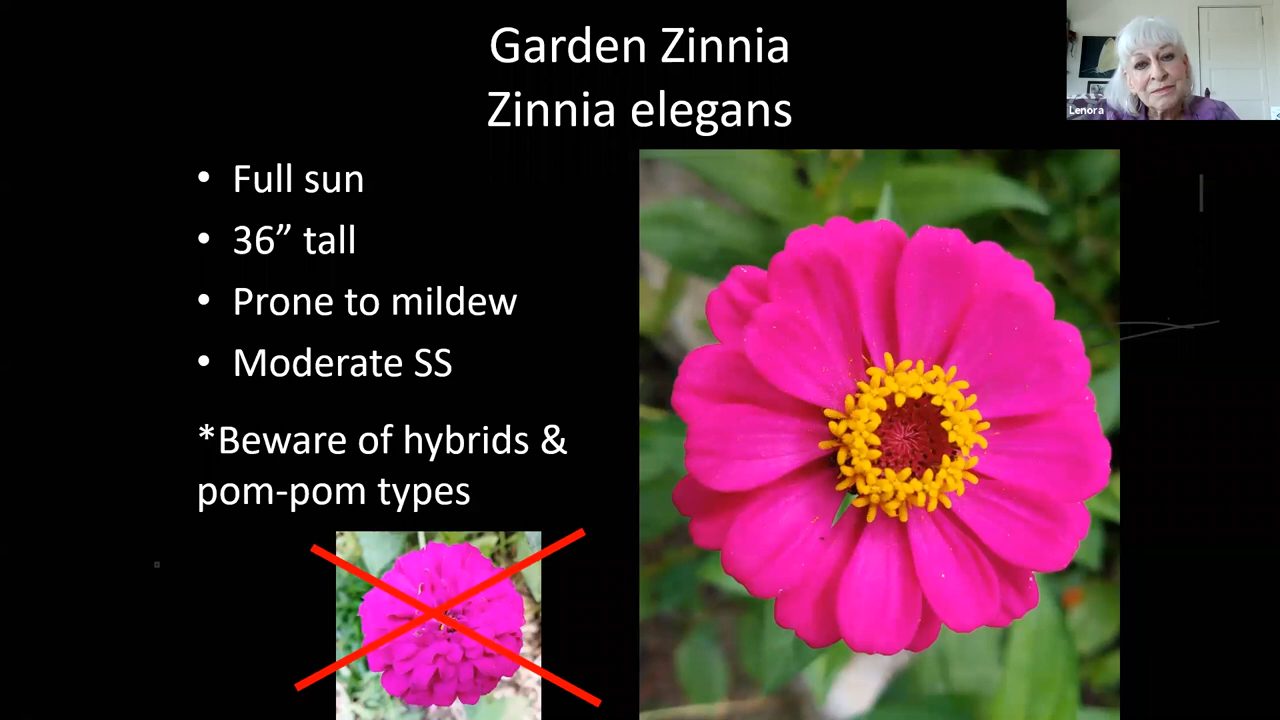 Garden Zinnia
Zinnia elegans
Lenora
• Full sun
• 36” tall
• Prone to mildew
• Moderate SS
*Beware of hybrids &
pom-pom types